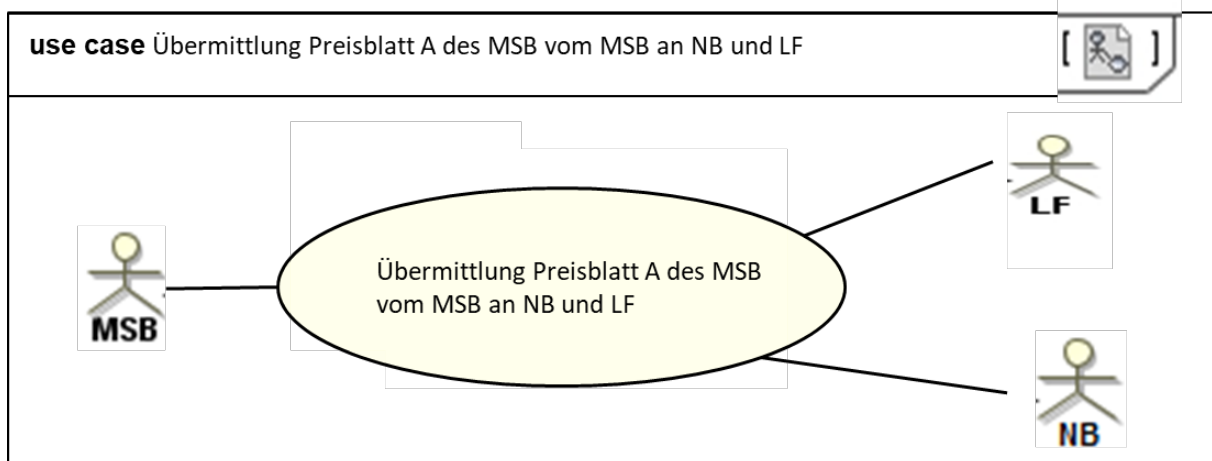 use case Übermittlung Preisblatt A des MSB vom MSB an NB und LF
[ ]
LF
Übermittlung Preisblatt A des MSB
vom MSB an NB und LF
MSB
NB